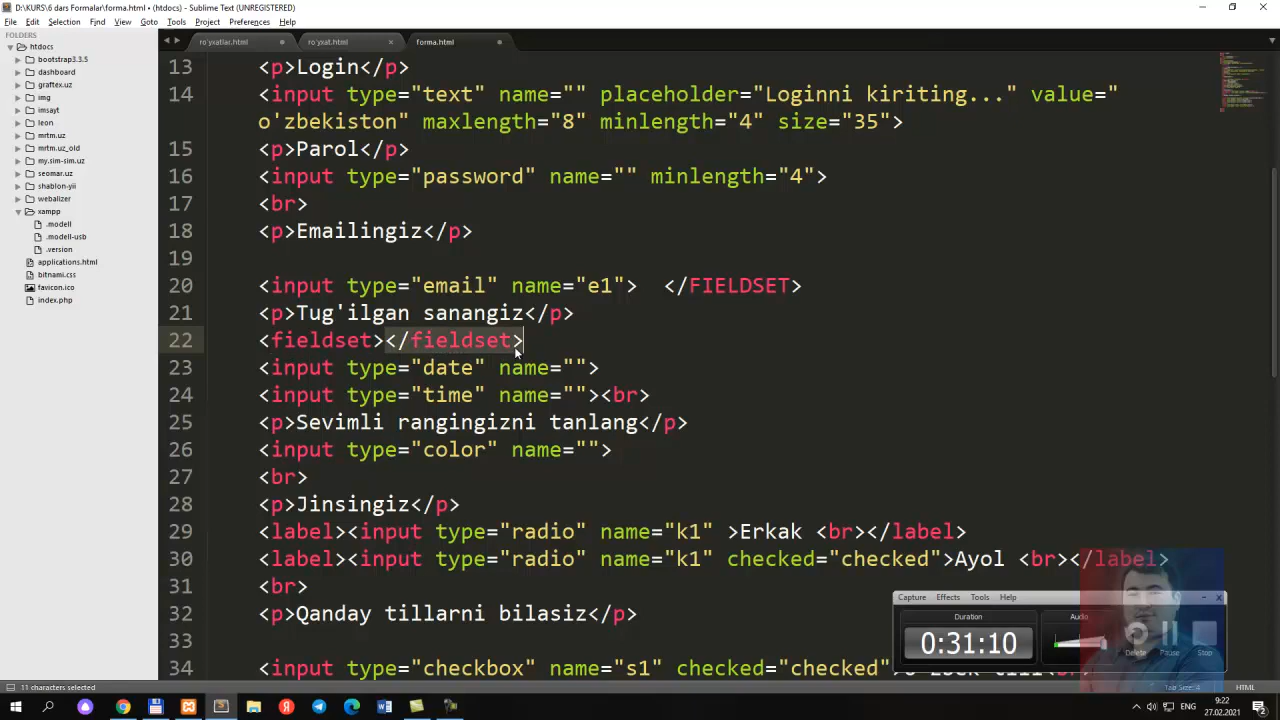 D:\KURS\6 dars Formalar\forma.html • (htdocs) - Sublime Text (UNREGISTERED)
File Edit Selection Find View Goto Tools Project Preferences Help
FOLDERS
htdocs
bootstrap3.3.5
dashboard
graftex.uz
img
imsayt
leon
mrtm.uz
mrtm.uz_old
my.sim-sim.uz
seomar.uz
shablon-yii
webalizer
xampp
.modell
.modell-usb
.version
applications.html
bitnami.css
favicon.ico
index.php
ro'yxatlar.html ro'yxat.html forma.html
13 <p>Login</p>
14 <input type="text" name="" placeholder="Loginni kiriting..." value="
o'zbekiston" maxlength="8" minlength="4" size="35">
15 <p>Parol</p>
16 <input type="password" name="" minlength="4">
17 <br>
18 <p>Emailingiz</p>
19
20 <input type="email" name="e1">  </FIELDSET>
21 <p>Tug'ilgan sanangiz</p>
22 <fieldset></fieldset>
23 <input type="date" name="">
24 <input type="time" name=""><br>
25 <p>Sevimli rangingizni tanlang</p>
26 <input type="color" name="">
27 <br>
28 <p>Jinsingiz</p>
29 <label><input type="radio" name="k1" >Erkak <br></label>
30 <label><input type="radio" name="k1" checked="checked">Ayol <br></label>
31 <br>
32 <p>Qanday tillarni bilasiz</p>
33
34 <input type="checkbox" name="s1" checked="checked"
Capture Effects Tools Help
Duration Audio
0:31:10
Delete Pause Stop
11 characters selected Tab Size: 4 HTML
ENG 9:22
27.02.2021